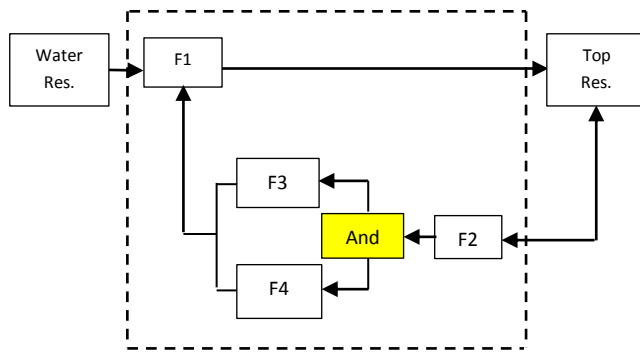 Water
Res.
F1
Top
Res.
F3
And
F2
F4